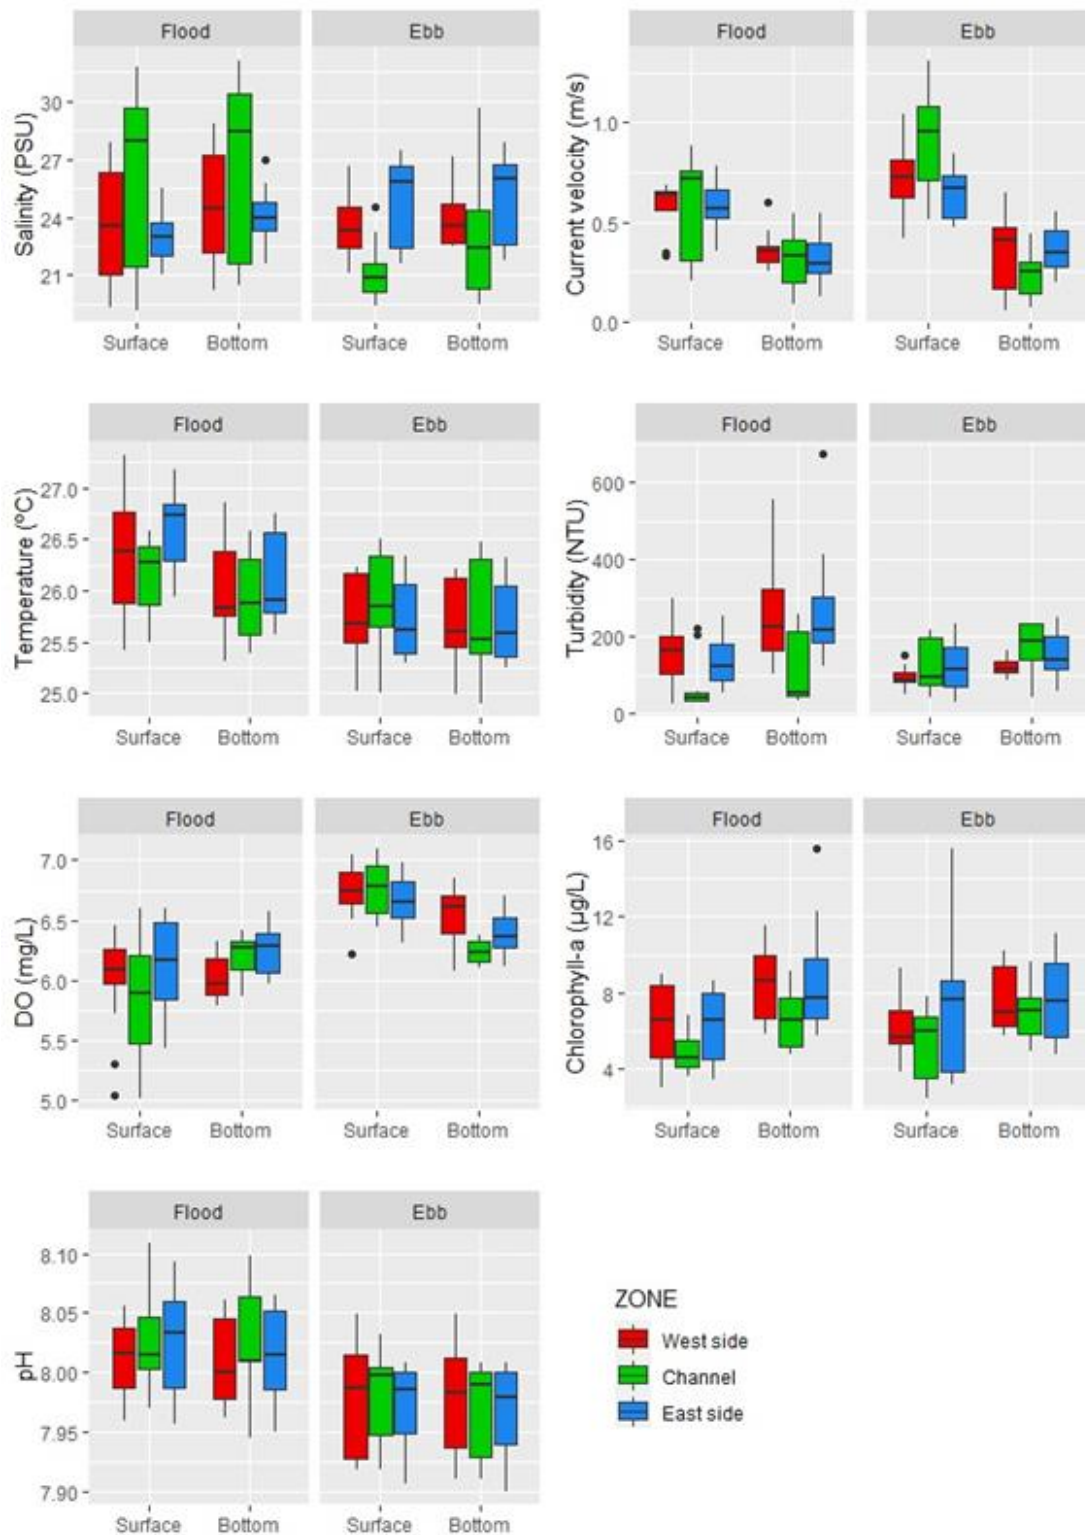 Flood Ebb
Salinity (PSU)
30
27
24
21
Surface Bottom Surface Bottom
Flood Ebb
Current velocity (m/s)
1.0
0.5
0.0
Surface Bottom Surface Bottom
Flood Ebb
Temperature (ºC)
27.0
26.5
26.0
25.5
25.0
Surface Bottom Surface Bottom
Flood Ebb
Turbidity (NTU)
600
400
200
0
Surface Bottom Surface Bottom
Flood Ebb
DO (mg/L)
7.0
6.5
6.0
5.5
5.0
Surface Bottom Surface Bottom
Flood Ebb
Chlorophyll-a (µg/L)
16
12
8
4
Surface Bottom Surface Bottom
Flood Ebb
pH
8.10
8.05
8.00
7.95
7.90
Surface Bottom Surface Bottom
ZONE
West side
Channel
East side